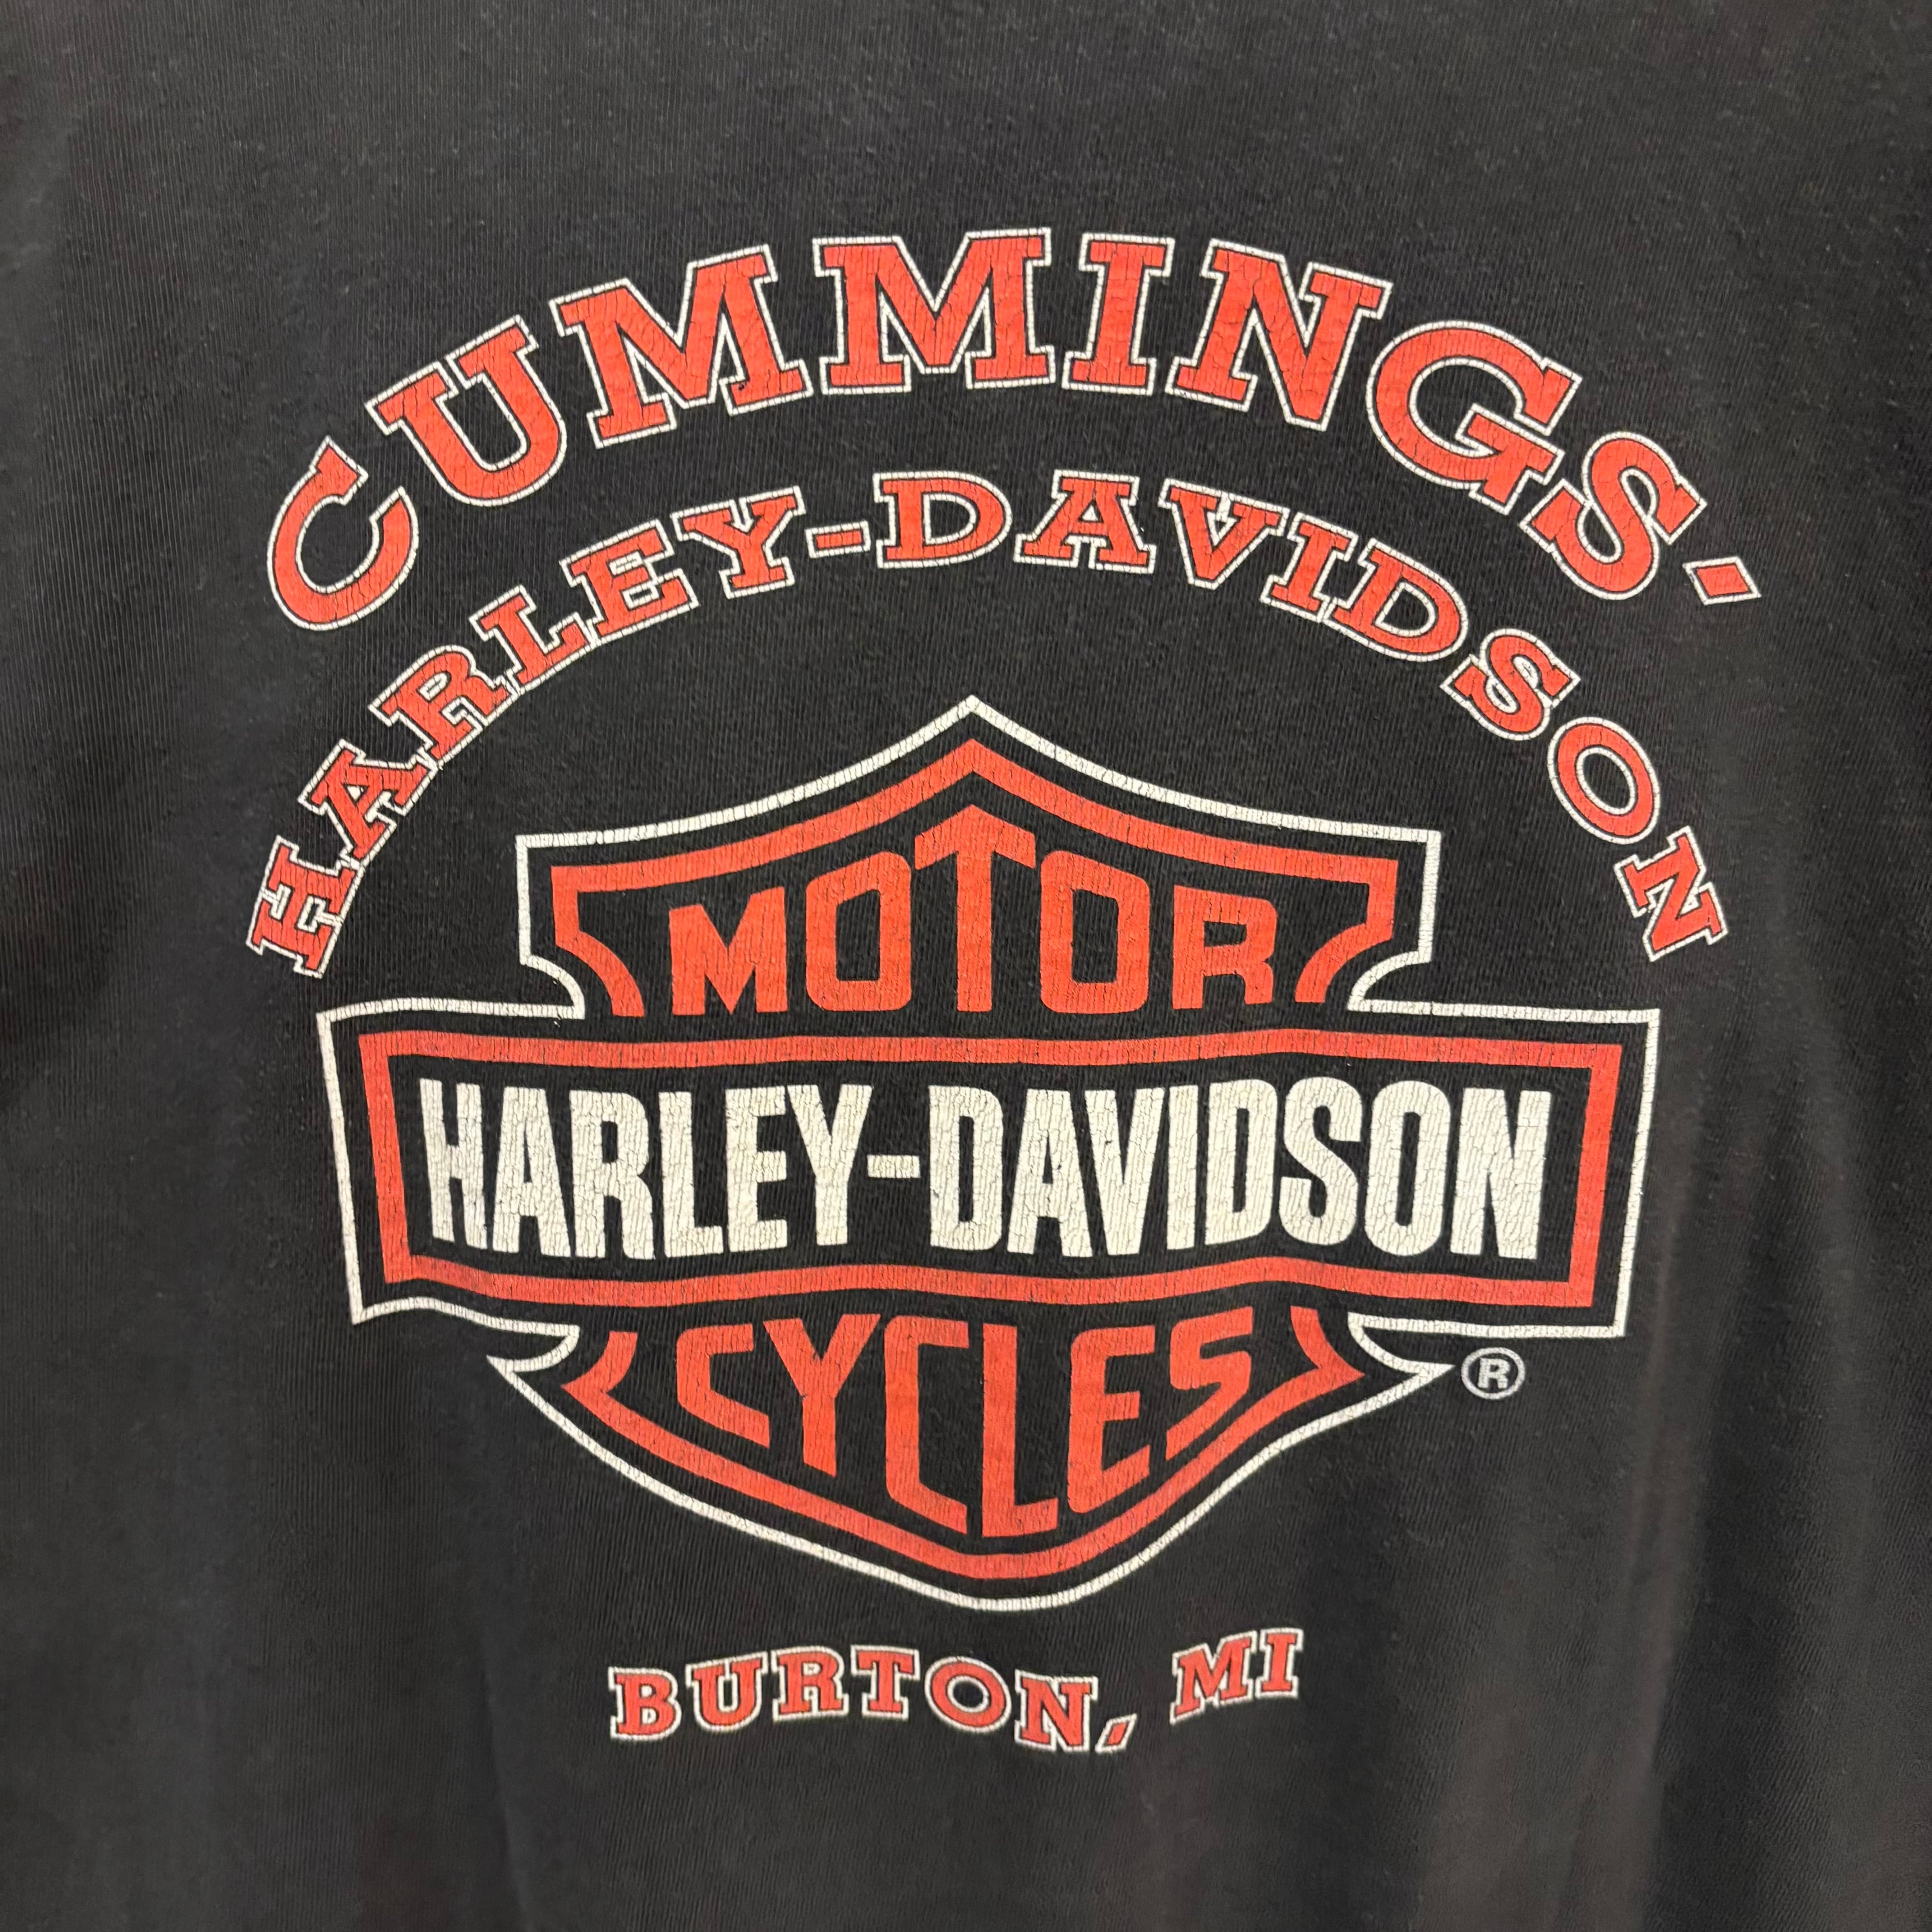 CUMMINGS'
HARLEY-DAVIDSON
MOTOR
HARLEY-DAVIDSON
CYCLES
®
BURTON, MI